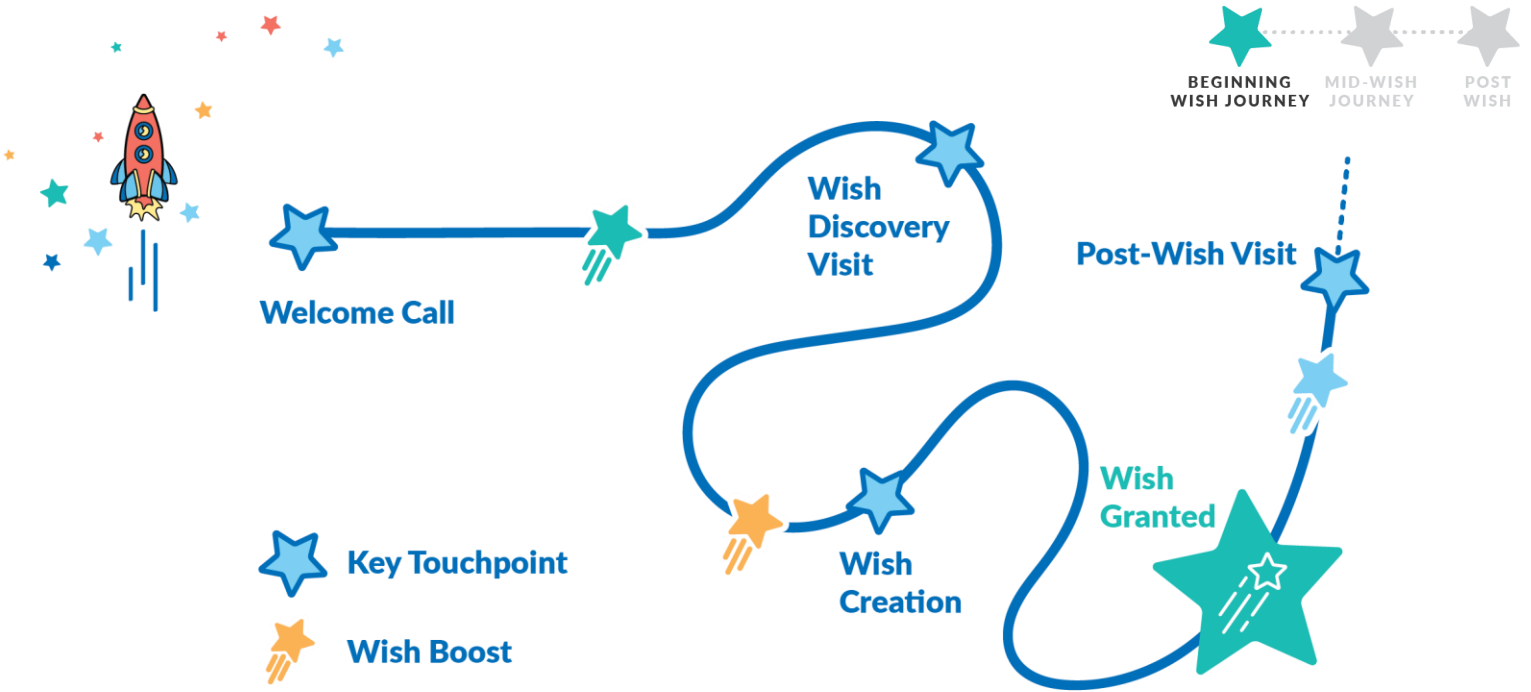 BEGINNING
WISH JOURNEY
MID-WISH
JOURNEY
POST
WISH
Wish
Discovery
Visit
Post-Wish Visit
Welcome Call
Wish
Granted
Key Touchpoint
Wish
Creation
Wish Boost